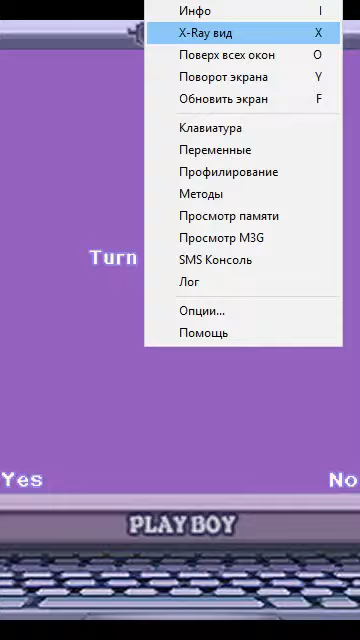 Инфо I
X-Ray вид X
Поверх всех окон O
Поворот экрана Y
Обновить экран F
Клавиатура
Переменные
Профилирование
Методы
Просмотр памяти
Просмотр M3G
SMS Консоль
Лог
Опции...
Помощь
Turn
Yes No
PLAYBOY